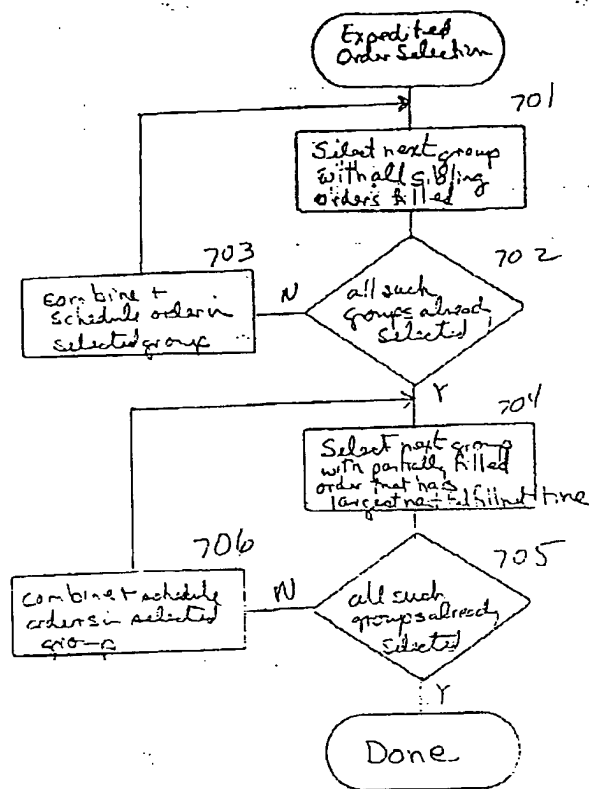 Expedited
Order Selection
701
Select next group
with all sibling
orders filled
702
all such
groups already
selected
N
703
combine +
schedule order in
selected group
Y
704
Select next group
with partially filled
order that has
largest next fulfillment time
705
all such
groups already
selected
N
706
combine + schedule
orders in selected
group
Y
Done